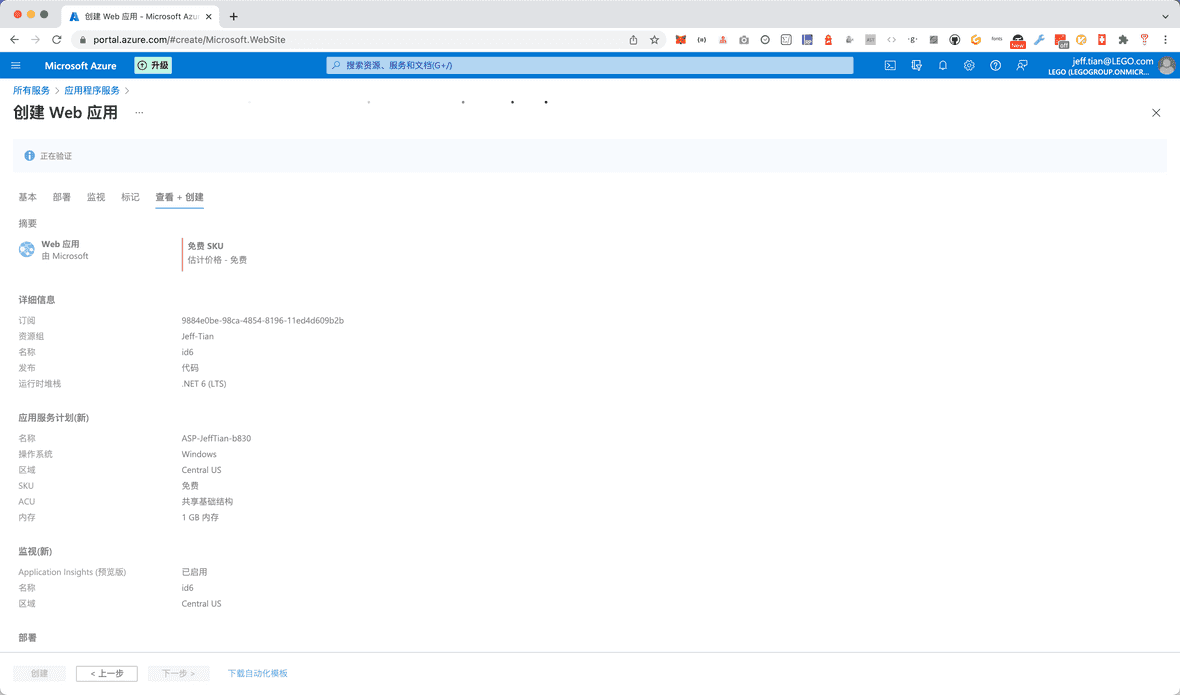 创建 Web 应用 - Microsoft Azu
portal.azure.com/#create/Microsoft.WebSite
New
off
Microsoft Azure
升级
搜索资源、服务和文档(G+/)
jeff.tian@LEGO.com
LEGO (LEGOGROUP.ONMICR...
所有服务 > 应用程序服务 >
创建 Web 应用 ...
正在验证
基本 部署 监视 标记 查看 + 创建
摘要
Web 应用
由 Microsoft
免费 SKU
估计价格 - 免费
详细信息
订阅 9884e0be-98ca-4854-8196-11ed4d609b2b
资源组 Jeff-Tian
名称 id6
发布 代码
运行时堆栈 .NET 6 (LTS)
应用服务计划(新)
名称 ASP-JeffTian-b830
操作系统 Windows
区域 Central US
SKU 免费
ACU 共享基础结构
内存 1 GB 内存
监视(新)
Application Insights (预览版) 已启用
名称 id6
区域 Central US
部署
创建 < 上一步 下一步 > 下载自动化模板